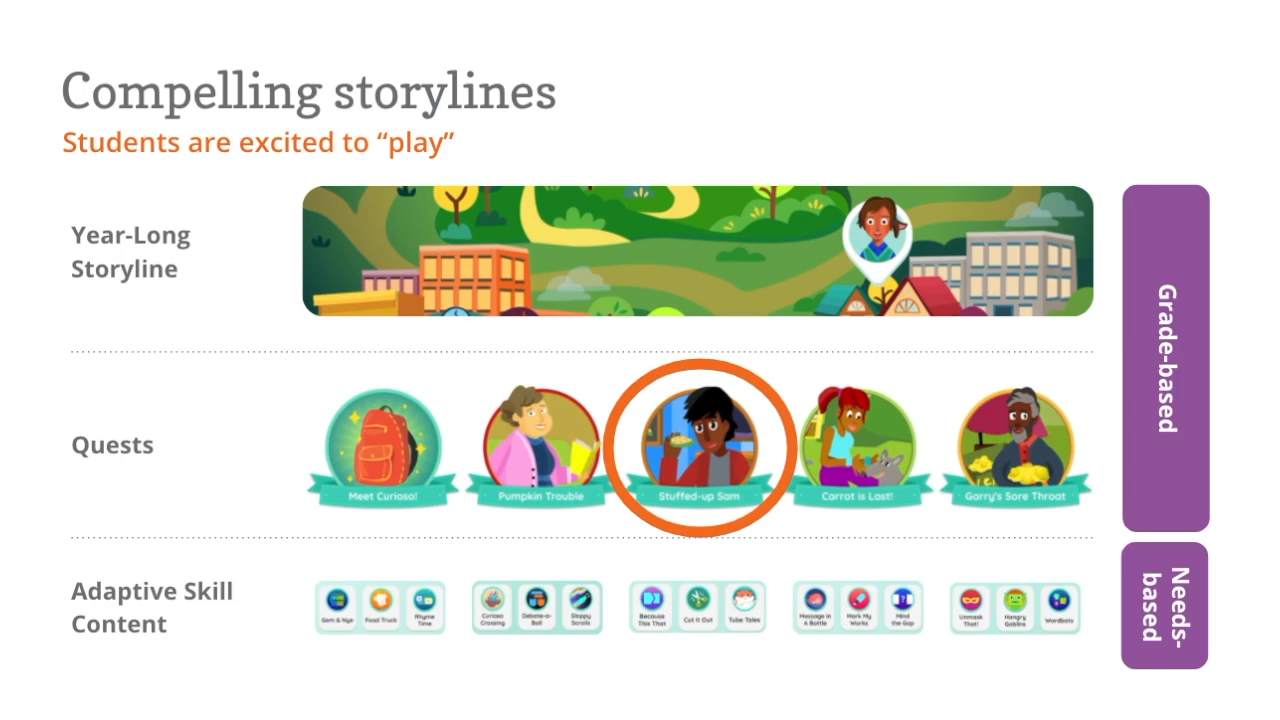 Compelling storylines
Students are excited to “play”
Year-Long
Storyline
Grade-based
Quests
Meet Curioso!
Pumpkin Trouble
Stuffed-up Sam
Carrot is Lost!
Garry's Sore Throat
Adaptive Skill
Content
Gem & Nye
Food Truck
Rhyme
Time
Curioso
Crossing
Debate-a-
Ball
Sloppy
Scrolls
Because
This That
Cut It Out
Tube Tales
Message in
A Bottle
Mark My
Works
Mind
the Gap
Unmask
That!
Hangry
Goblins
Wordbots
Needs-
based